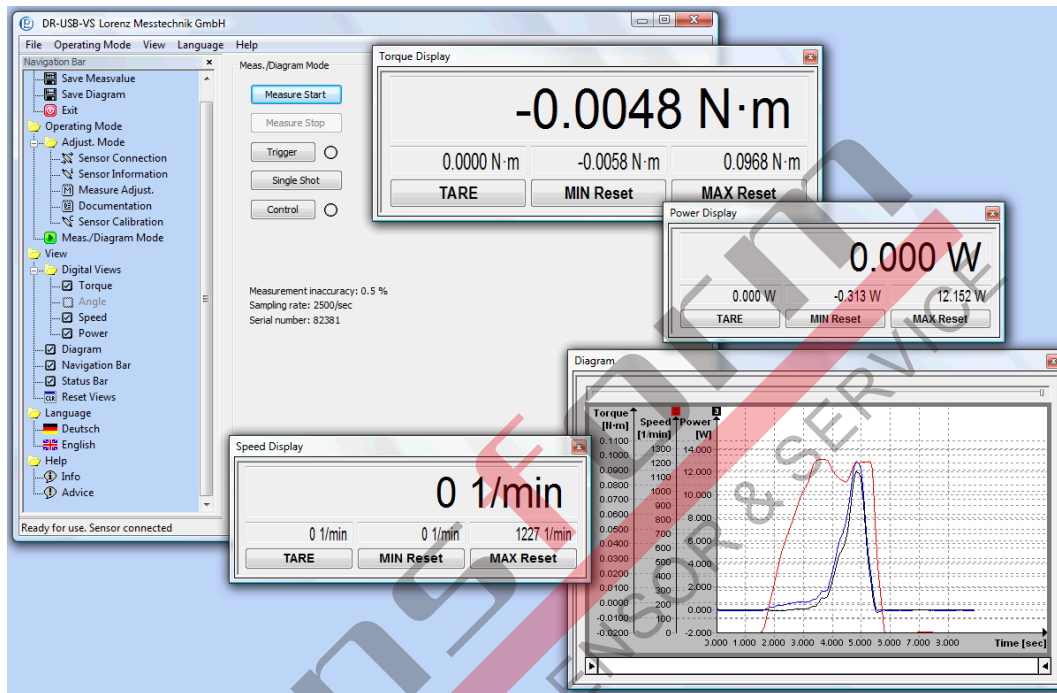 DR-USB-VS Lorenz Messtechnik GmbH
File Operating Mode View Language Help
Navigation Bar
Save Measvalue
Save Diagram
Exit
Operating Mode
Adjust. Mode
Sensor Connection
Sensor Information
Measure Adjust.
Documentation
Sensor Calibration
Meas./Diagram Mode
View
Digital Views
Torque
Angle
Speed
Power
Diagram
Navigation Bar
Status Bar
CLR Reset Views
Language
Deutsch
English
Help
Info
Advice
Ready for use. Sensor connected
Meas./Diagram Mode
Measure Start
Measure Stop
Trigger
Single Shot
Control
Measurement inaccuracy: 0.5 %
Sampling rate: 2500/sec
Serial number: 82381
Torque Display
-0.0048 N·m
0.0000 N·m -0.0058 N·m 0.0968 N·m
TARE MIN Reset MAX Reset
Power Display
0.000 W
0.000 W -0.313 W 12.152 W
TARE MIN Reset MAX Reset
Speed Display
0 1/min
0 1/min 0 1/min 1227 1/min
TARE MIN Reset MAX Reset
Diagram
Torque Speed Power
[N·m] [1/min] [W]
3
0.1100
0.1000
0.0900
0.0800
0.0700
0.0600
0.0500
0.0400
0.0300
0.0200
0.0100
0.0000
-0.0100
-0.0200
1300
1200
1100
1000
900
800
700
600
500
400
300
200
100
0
14.000
12.000
10.000
8.000
6.000
4.000
2.000
0.000
-2.000
0.000 1.000 2.000 3.000 4.000 5.000 6.000 7.000 3.000 Time [sec]
nsform
SENSOR & SERVICE